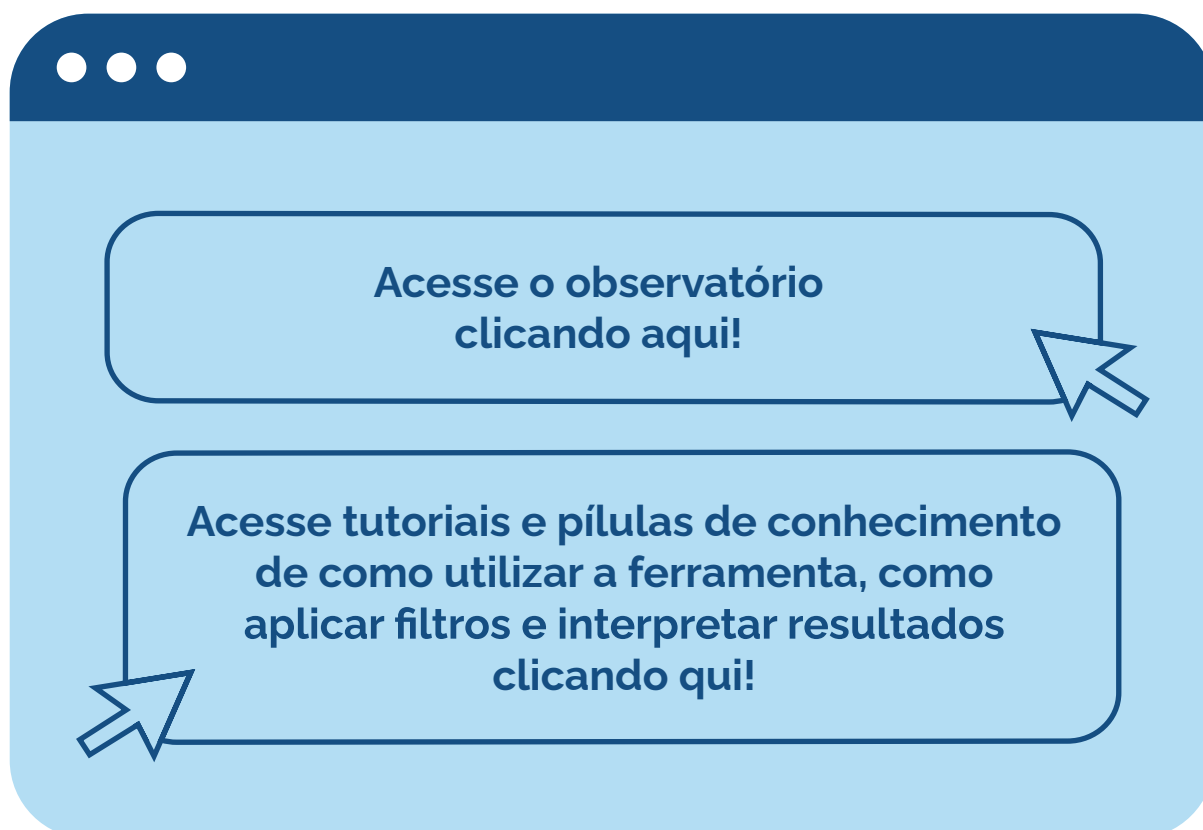 Acesse o observatório
clicando aqui!
Acesse tutoriais e pílulas de conhecimento
de como utilizar a ferramenta, como
aplicar filtros e interpretar resultados
clicando qui!